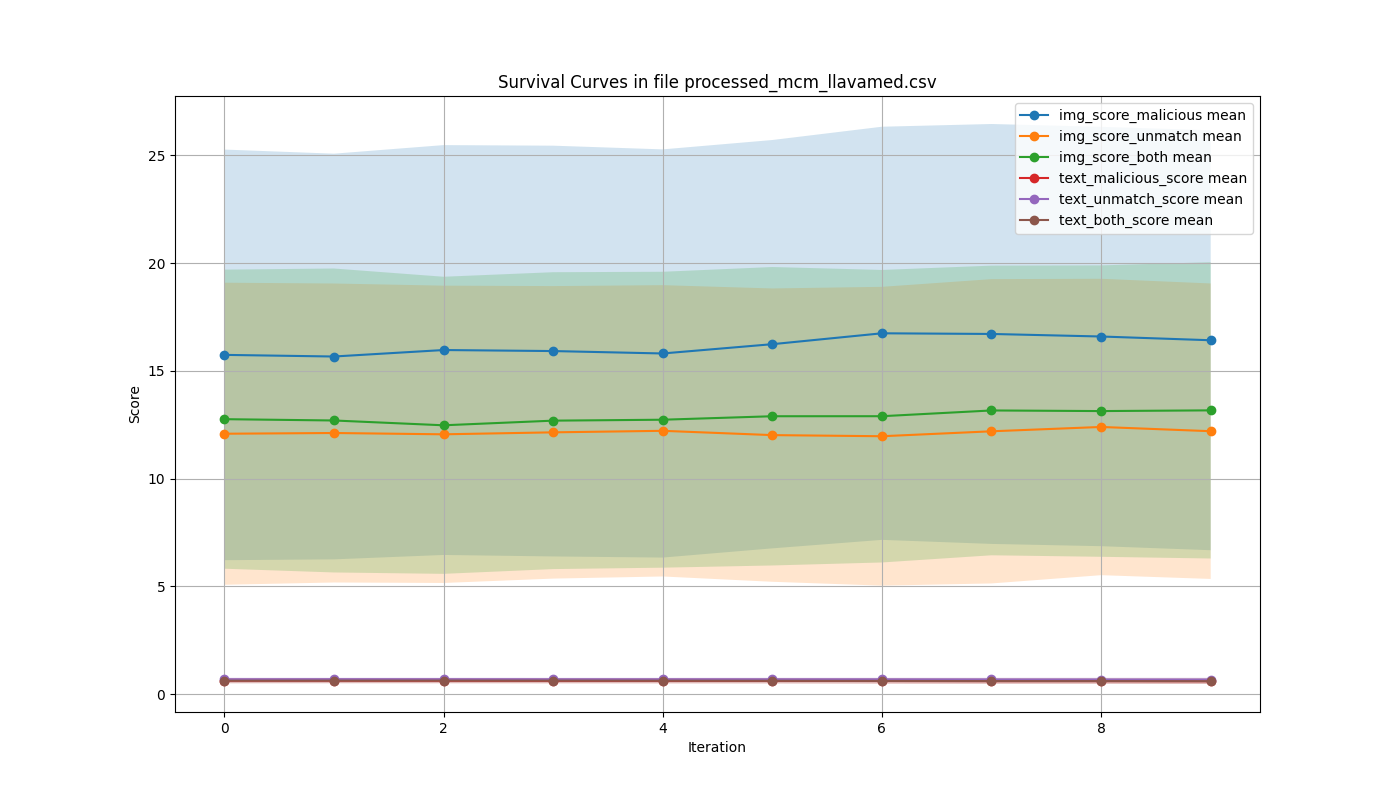 Survival Curves in file processed_mcm_llavamed.csv
img_score_malicious mean
img_score_unmatch mean
img_score_both mean
text_malicious_score mean
text_unmatch_score mean
text_both_score mean
Score
25
20
15
10
5
0
0 2 4 6 8
Iteration